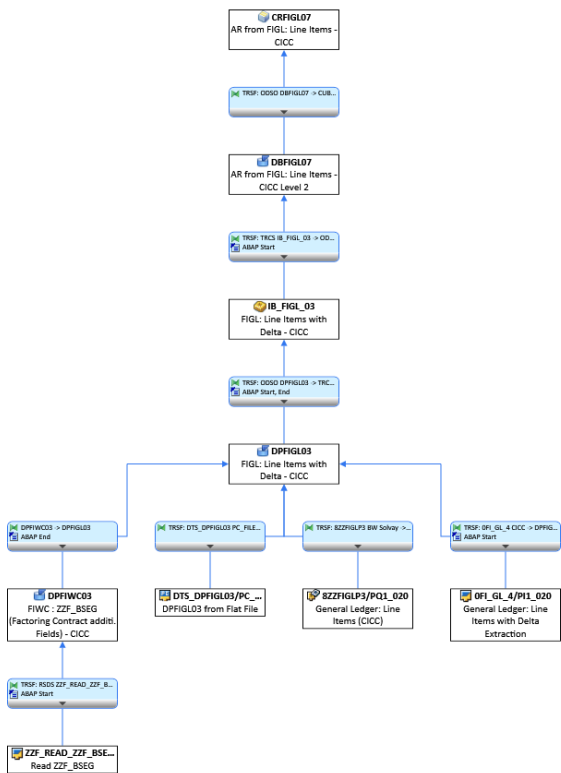 CRFIGL07
AR from FIGL: Line Items -
CICC
TRSF: ODSO DBFIGL07 -> CUB...
DBFIGL07
AR from FIGL: Line Items -
CICC Level 2
TRSF: TRCS IB_FIGL_03 -> OD...
ABAP Start
IB_FIGL_03
FIGL: Line Items with
Delta - CICC
TRSF: ODSO DPFIGL03 -> TRC...
ABAP Start, End
DPFIGL03
FIGL: Line Items with
Delta - CICC
DPFIWC03 -> DPFIGL03
ABAP End
TRSF: DTS_DPFIGL03 PC_FILE...
TRSF: 8ZZFIGLP3 BW Solvay ->...
TRSF: 0FI_GL_4 CICC -> DPFIG...
ABAP Start
DPFIWC03
FIWC : ZZF_BSEG
(Factoring Contract additi.
Fields) - CICC
DTS_DPFIGL03/PC_...
DPFIGL03 from Flat File
8ZZFIGLP3/PQ1_020
General Ledger: Line
Items (CICC)
0FI_GL_4/PI1_020
General Ledger: Line
Items with Delta
Extraction
TRSF: RSDS ZZF_READ_ZZF_B...
ABAP Start
ZZF_READ_ZZF_BSE...
Read ZZF_BSEG